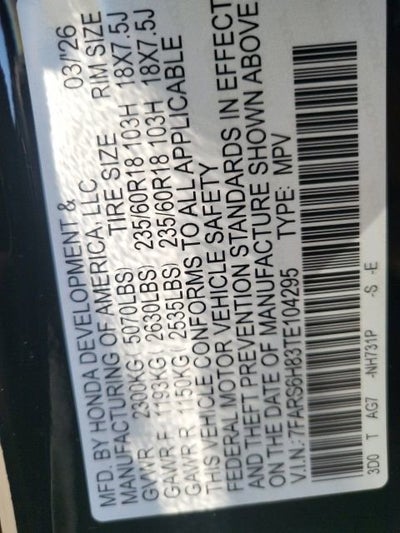 MFD. BY HONDA DEVELOPMENT & 03/'26
MANUFACTURING OF AMERICA, LLC TIRE SIZE RIM SIZE
GVWR 2300KG( 5070LBS)
GAWR F 1193KG( 2630LBS) 235/60R18 103H 18X7.5J
GAWR R 1150KG( 2535LBS) 235/60R18 103H 18X7.5J
THIS VEHICLE CONFORMS TO ALL APPLICABLE
FEDERAL MOTOR VEHICLE SAFETY
AND THEFT PREVENTION STANDARDS IN EFFECT
ON THE DATE OF MANUFACTURE SHOWN ABOVE
V.I.N.: 7FARS6H83TE104295 TYPE: MPV
3D0 T AG7 -NH731P -S -E